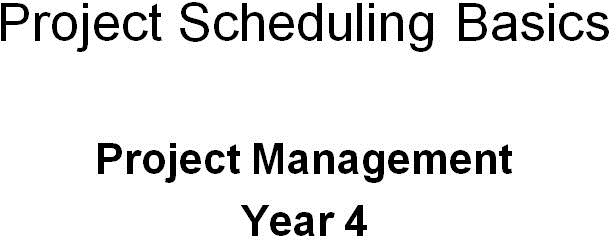 Project Scheduling Basics
Project Management
Year 4